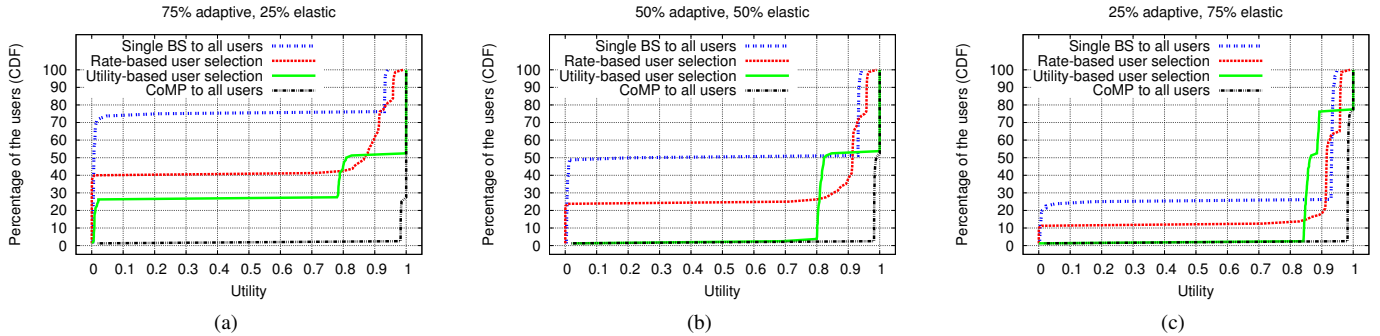 75% adaptive, 25% elastic
Percentage of the users (CDF)
Single BS to all users
Rate-based user selection
Utility-based user selection
CoMP to all users
100
90
80
70
60
50
40
30
20
10
0
0 0.1 0.2 0.3 0.4 0.5 0.6 0.7 0.8 0.9 1
Utility
(a)
50% adaptive, 50% elastic
Percentage of the users (CDF)
Single BS to all users
Rate-based user selection
Utility-based user selection
CoMP to all users
100
90
80
70
60
50
40
30
20
10
0
0 0.1 0.2 0.3 0.4 0.5 0.6 0.7 0.8 0.9 1
Utility
(b)
25% adaptive, 75% elastic
Percentage of the users (CDF)
Single BS to all users
Rate-based user selection
Utility-based user selection
CoMP to all users
100
90
80
70
60
50
40
30
20
10
0
0 0.1 0.2 0.3 0.4 0.5 0.6 0.7 0.8 0.9 1
Utility
(c)